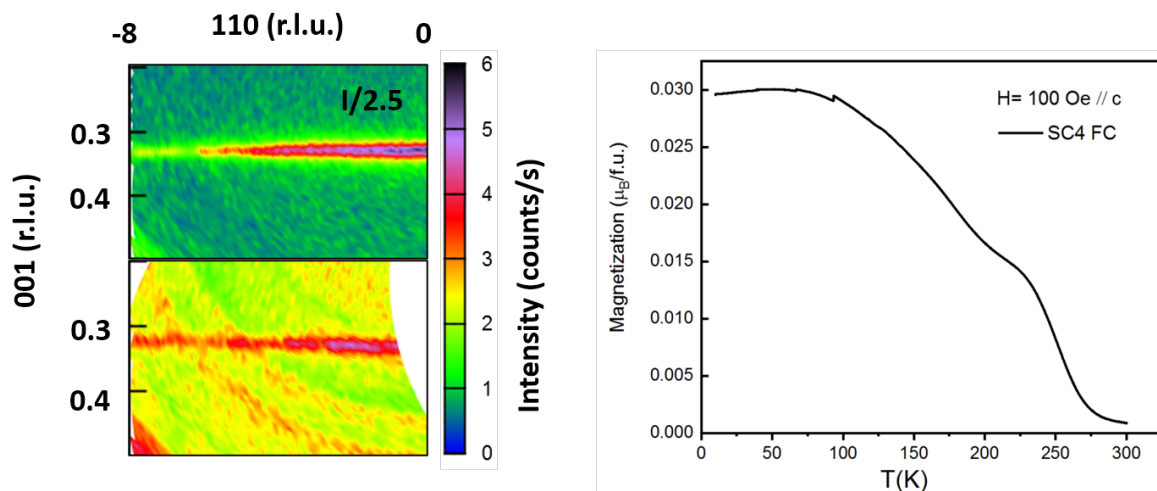 110 (r.l.u.)
-8 0
I/2.5
0.3
0.4
0.3
0.4
001 (r.l.u.)
6
5
4
3
2
1
0
Intensity (counts/s)
0.030
0.025
0.020
0.015
0.010
0.005
0.000
Magnetization (μB/f.u.)
H= 100 Oe // c
SC4 FC
0 50 100 150 200 250 300
T(K)